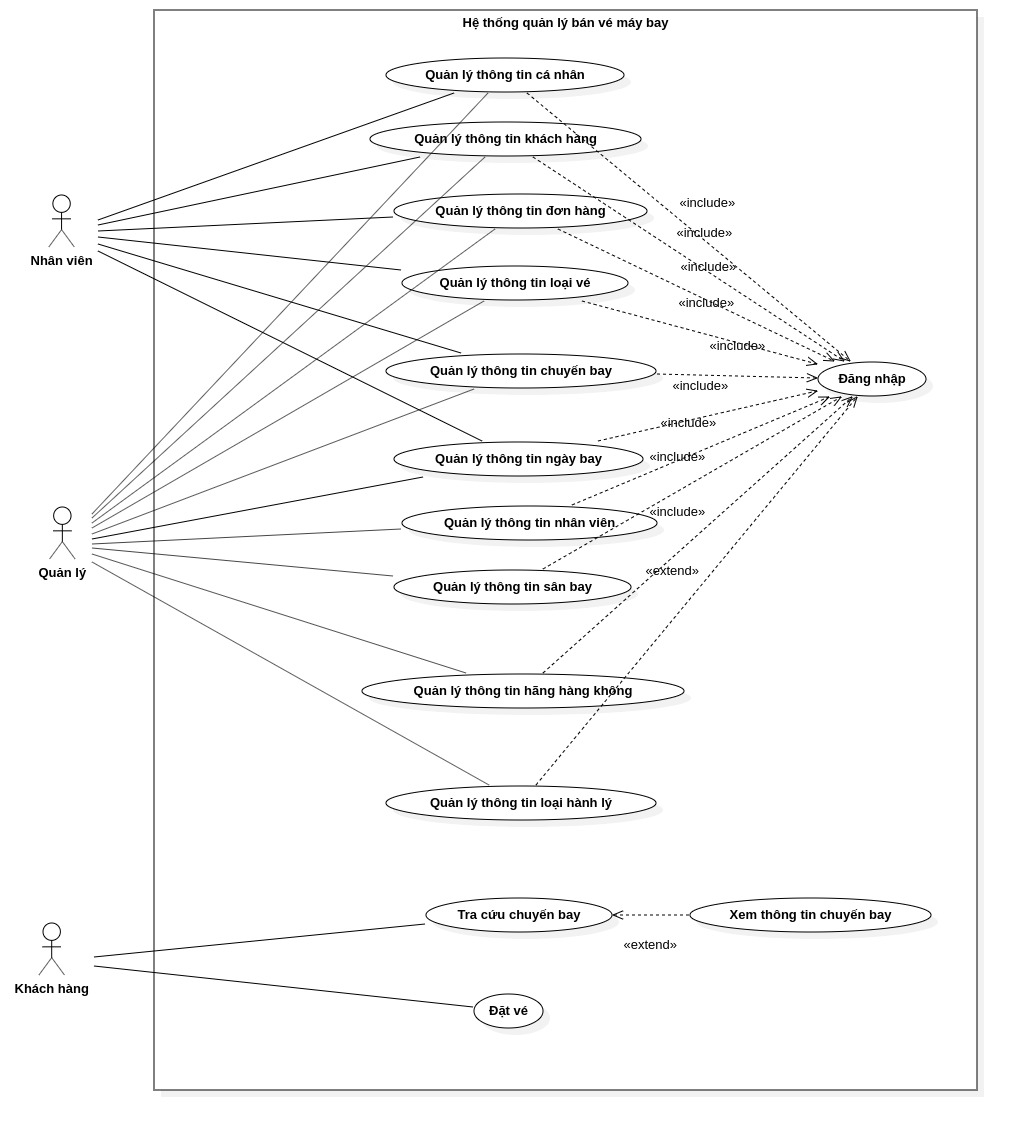 Hệ thống quản lý bán vé máy bay
Quản lý thông tin cá nhân
Quản lý thông tin khách hàng
«include»
Quản lý thông tin đơn hàng
«include»
Nhân viên
«include»
Quản lý thông tin loại vé
«include»
«include»
Quản lý thông tin chuyến bay
Đăng nhập
«include»
«include»
Quản lý thông tin ngày bay
«include»
«include»
Quản lý thông tin nhân viên
Quản lý
«extend»
Quản lý thông tin sân bay
Quản lý thông tin hãng hàng không
Quản lý thông tin loại hành lý
Tra cứu chuyến bay
Xem thông tin chuyến bay
«extend»
Khách hàng
Đặt vé